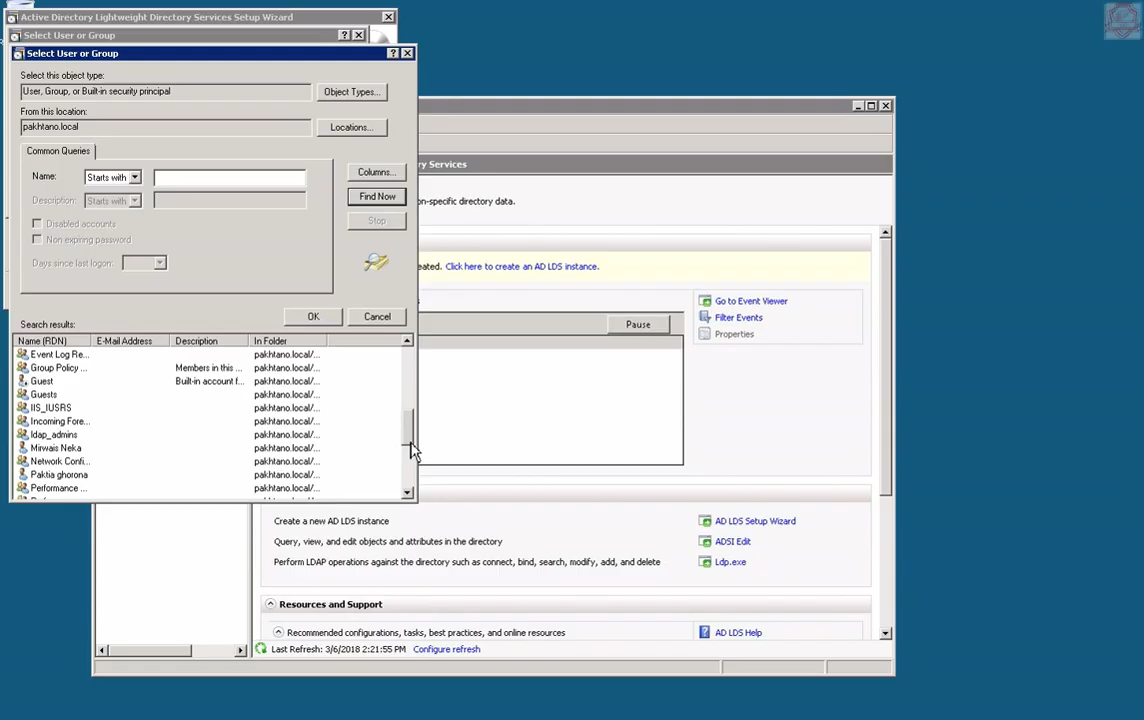 Active Directory Lightweight Directory Services Setup Wizard
Select User or Group
Select User or Group
Select this object type:
User, Group, or Built-in security principal
Object Types...
From this location:
pakhtano.local
Locations...
Common Queries
Name:
Starts with
Columns...
Description:
Starts with
Find Now
Disabled accounts
Stop
Non expiring password
Days since last logon:
OK
Cancel
Search results:
Name (RDN) E-Mail Address Description In Folder
Event Log Re... pakhtano.local/...
Group Policy ... Members in this ... pakhtano.local/...
Guest Built-in account f... pakhtano.local/...
Guests pakhtano.local/...
IIS_IUSRS pakhtano.local/...
Incoming Fore... pakhtano.local/...
ldap_admins pakhtano.local/...
Mirwais Neka pakhtano.local/...
Network Confi... pakhtano.local/...
Paktia ghorona pakhtano.local/...
Performance ... pakhtano.local/...
ry Services
on-specific directory data.
eated. Click here to create an AD LDS instance.
Go to Event Viewer
Filter Events
Properties
Pause
Create a new AD LDS instance
AD LDS Setup Wizard
Query, view, and edit objects and attributes in the directory
ADSI Edit
Perform LDAP operations against the directory such as connect, bind, search, modify, add, and delete
Ldp.exe
Resources and Support
Recommended configurations, tasks, best practices, and online resources
AD LDS Help
Last Refresh: 3/6/2018 2:21:55 PM Configure refresh